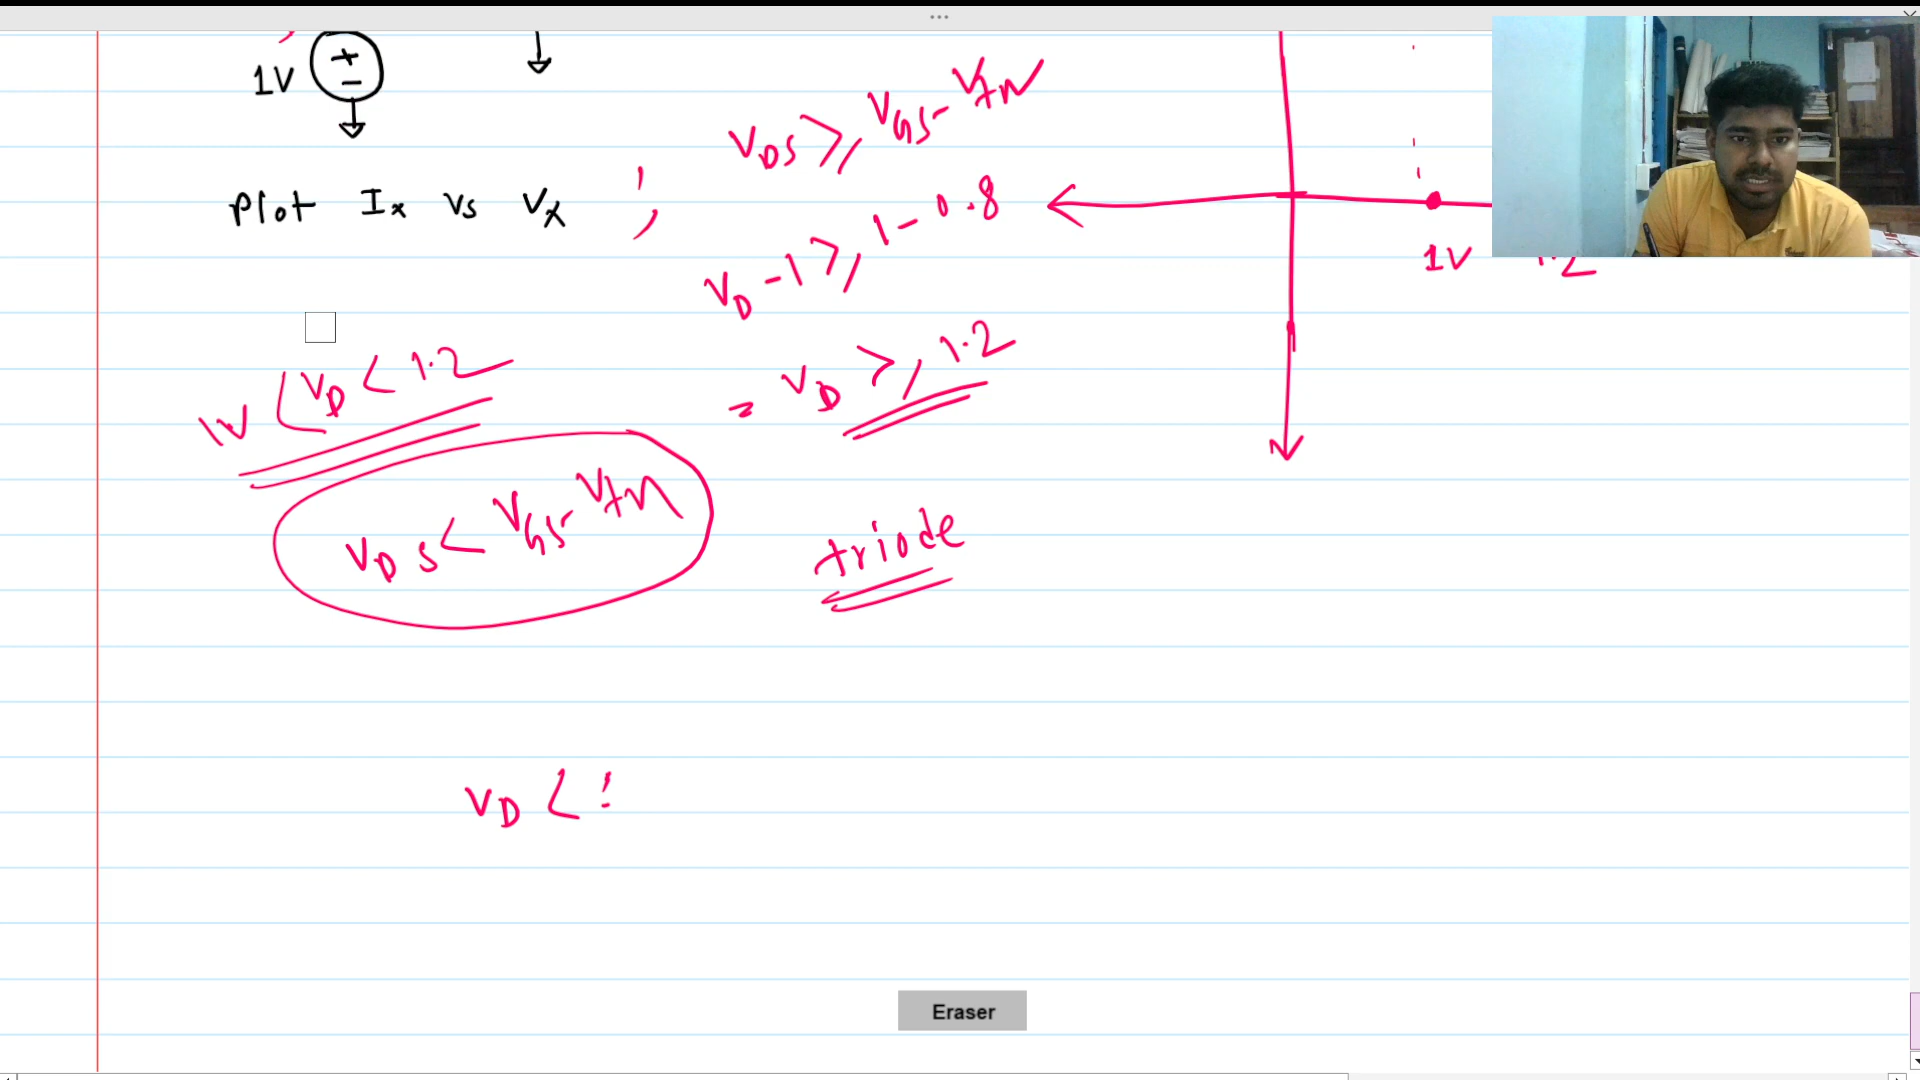 1V
+
-
VDS ≥ VGS - Vtn
Plot Ix vs Vx ;
VD - 1 ≥ 1 - 0.8
1V
1V < VD < 1.2
= VD ≥ 1.2
VDS < VGS - Vtn
triode
VD <
Eraser